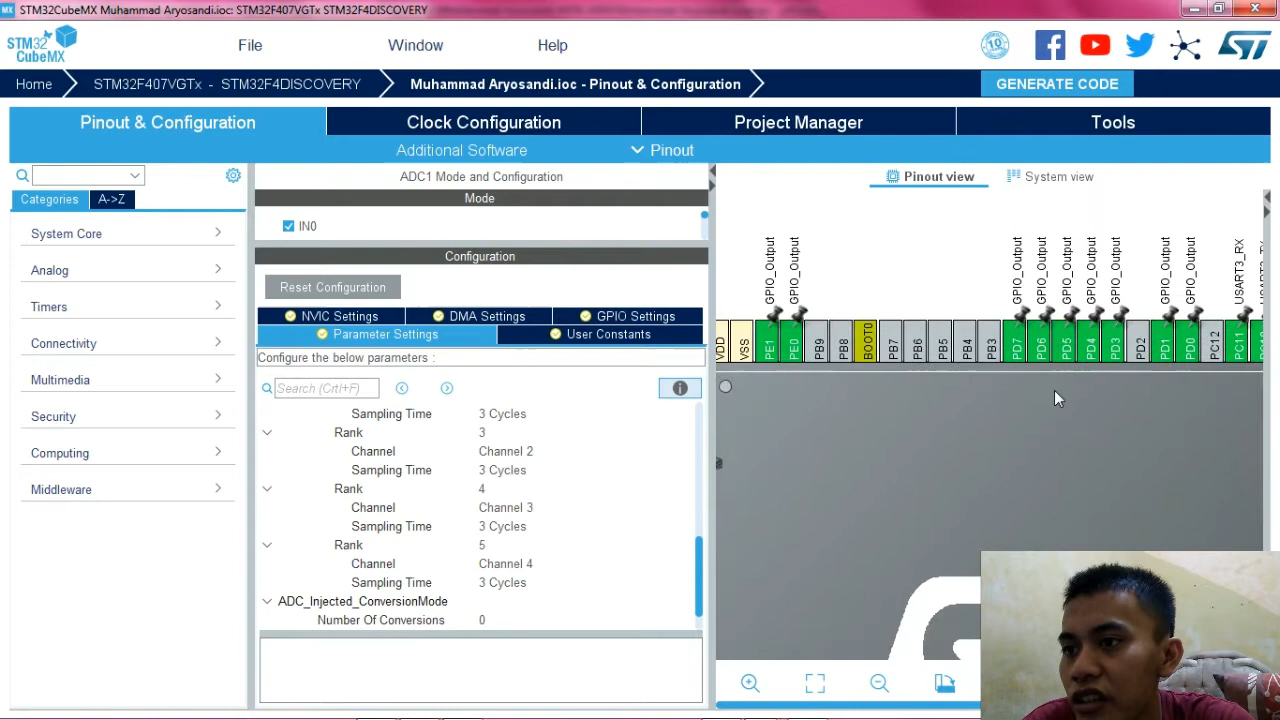 MX STM32CubeMX Muhammad Aryosandi.ioc: STM32F407VGTx STM32F4DISCOVERY
STM32
CubeMX
File
Window
Help
10
f
ST
Home
STM32F407VGTx - STM32F4DISCOVERY
Muhammad Aryosandi.ioc - Pinout & Configuration
GENERATE CODE
Pinout & Configuration
Clock Configuration
Project Manager
Tools
Additional Software
Pinout
Categories
A->Z
System Core
Analog
Timers
Connectivity
Multimedia
Security
Computing
Middleware
ADC1 Mode and Configuration
Mode
IN0
Configuration
Reset Configuration
NVIC Settings
DMA Settings
GPIO Settings
Parameter Settings
User Constants
Configure the below parameters :
Search (Crtl+F)
Sampling Time 3 Cycles
Rank 3
Channel Channel 2
Sampling Time 3 Cycles
Rank 4
Channel Channel 3
Sampling Time 3 Cycles
Rank 5
Channel Channel 4
Sampling Time 3 Cycles
ADC_Injected_ConversionMode
Number Of Conversions 0
Pinout view
System view
GPIO_Output
GPIO_Output
GPIO_Output
GPIO_Output
GPIO_Output
GPIO_Output
GPIO_Output
GPIO_Output
GPIO_Output
USART3_RX
VDD
VSS
PE1
PE0
PB9
PB8
BOOT0
PB7
PB6
PB5
PB4
PB3
PD7
PD6
PD5
PD4
PD3
PD2
PD1
PD0
PC12
PC11